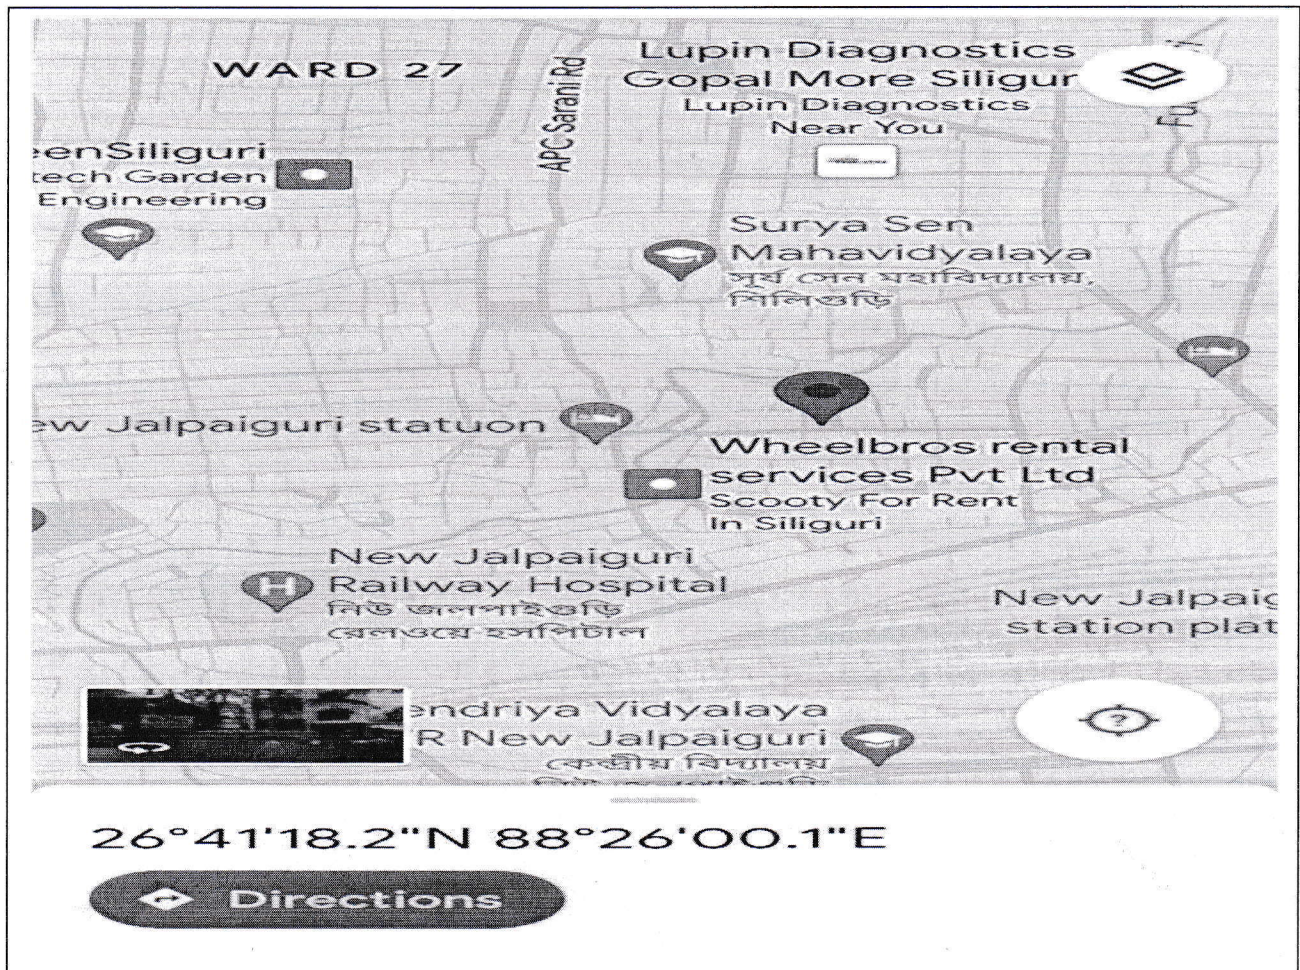 WARD 27
Lupin Diagnostics
Gopal More Siligur
Lupin Diagnostics
Near You
APC Sarani Rd
Fu
eenSiliguri
tech Garden
Engineering
Surya Sen
Mahavidyalaya
সূর্য সেন মহাবিদ্যালয়,
শিলিগুড়ি
ew Jalpaiguri statuon
Wheelbros rental
services Pvt Ltd
Scooty For Rent
In Siliguri
New Jalpaiguri
Railway Hospital
নিউ জলপাইগুড়ি
রেলওয়ে হসপিটাল
H
New Jalpaig
station plat
endriya Vidyalaya
R New Jalpaiguri
কেন্দ্রীয় বিদ্যালয়
?
26°41'18.2"N 88°26'00.1"E
Directions